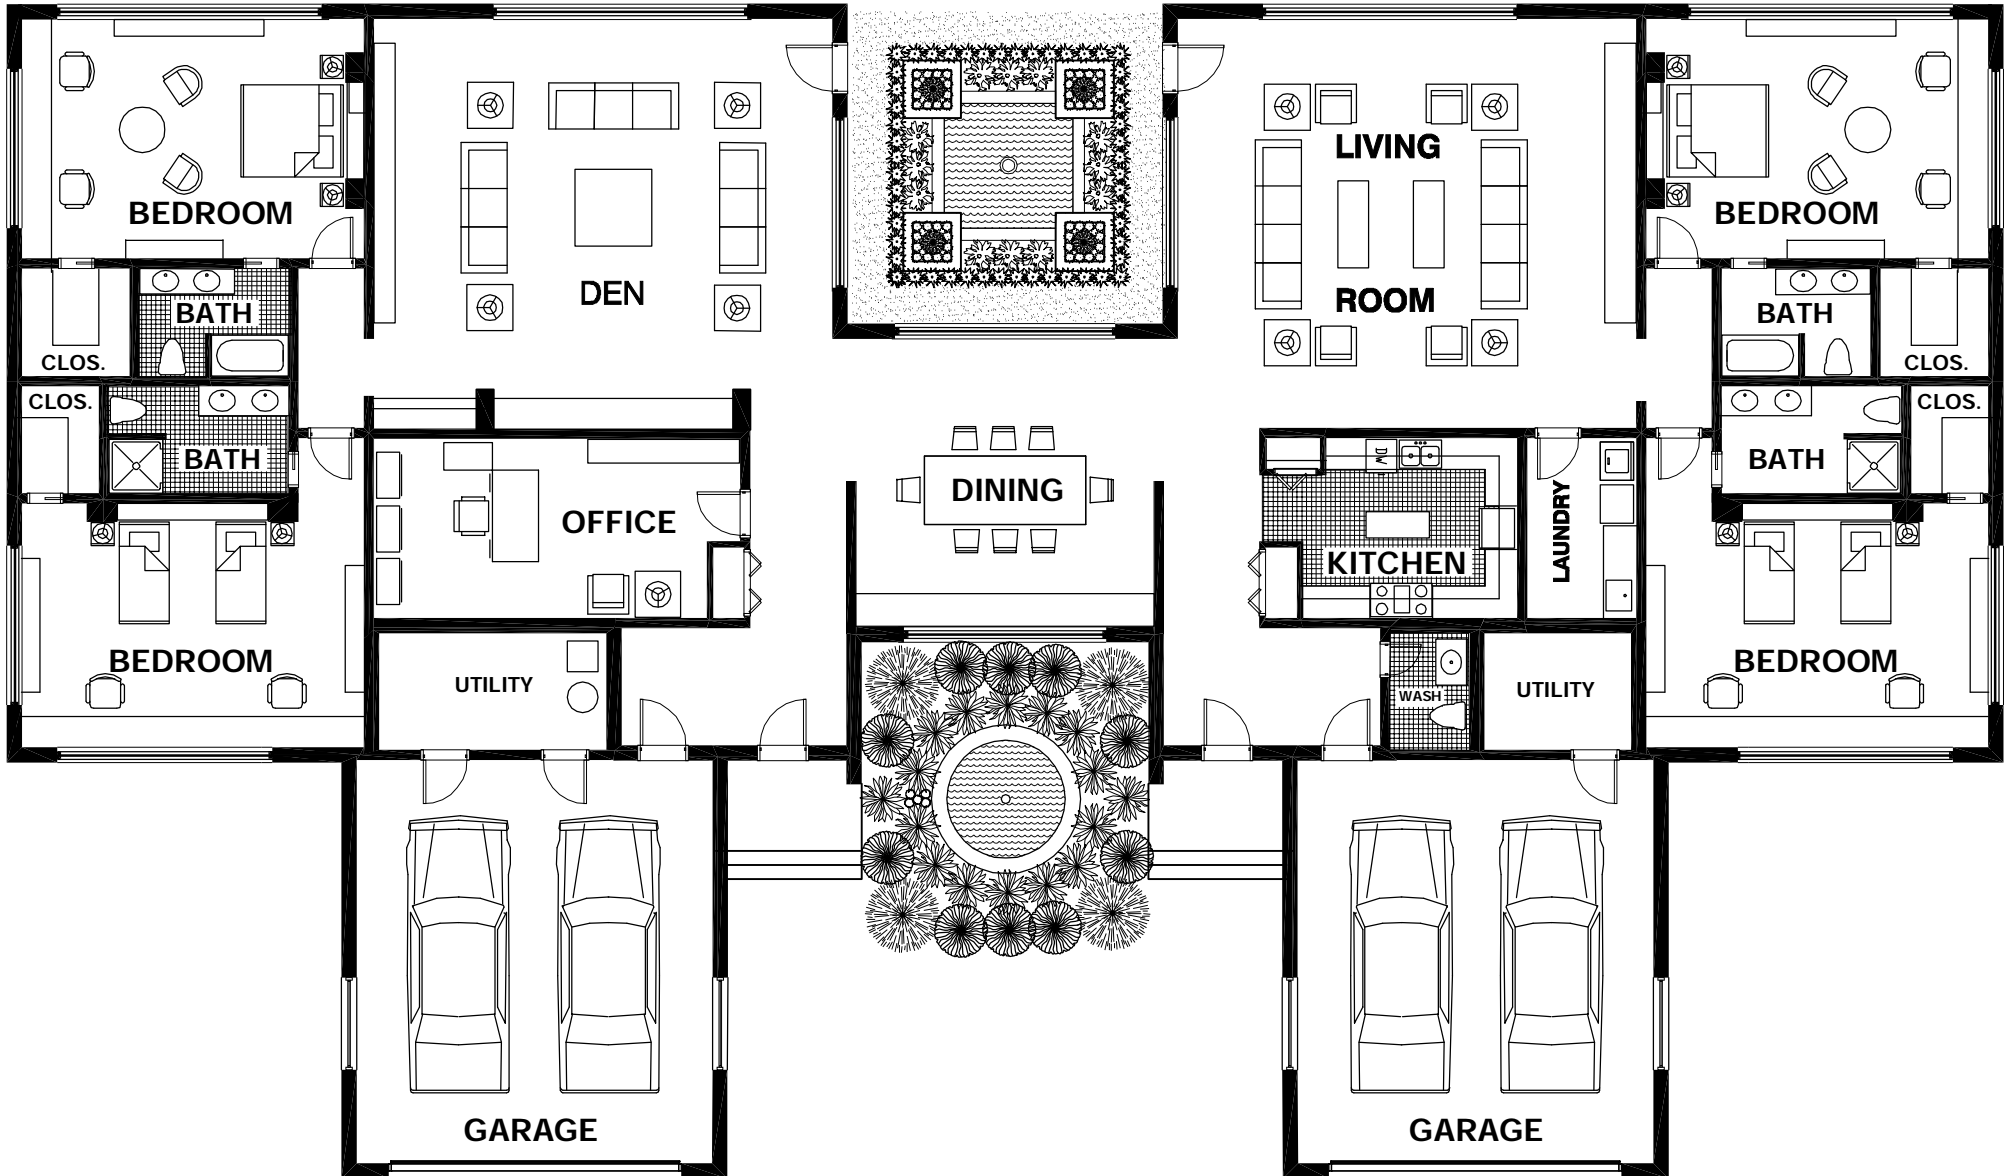 LIVING
BEDROOM
BEDROOM
DEN
ROOM
BATH
BATH
CLOS.
CLOS.
CLOS.
CLOS.
BATH
BATH
DW
DINING
OFFICE
LAUNDRY
KITCHEN
BEDROOM
BEDROOM
UTILITY
WASH
UTILITY
GARAGE
GARAGE